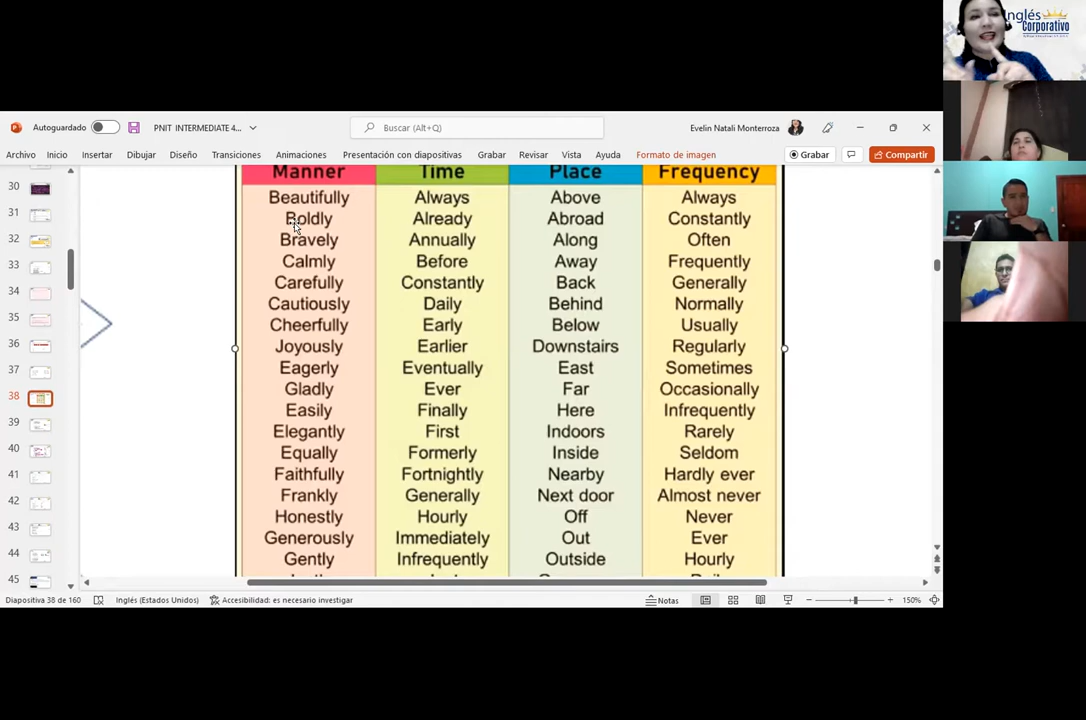 Inglés
Corporativo
Autoguardado
PNIT INTERMEDIATE 4...
Buscar (Alt+Q)
Evelin Natali Monterroza
Archivo Inicio Insertar Dibujar Diseño Transiciones Animaciones Presentación con diapositivas Grabar Revisar Vista Ayuda Formato de imagen Grabar Compartir
Manner Time Place Frequency
Beautifully Always Above Always
Boldly Already Abroad Constantly
Bravely Annually Along Often
Calmly Before Away Frequently
Carefully Constantly Back Generally
Cautiously Daily Behind Normally
Cheerfully Early Below Usually
Joyously Earlier Downstairs Regularly
Eagerly Eventually East Sometimes
Gladly Ever Far Occasionally
Easily Finally Here Infrequently
Elegantly First Indoors Rarely
Equally Formerly Inside Seldom
Faithfully Fortnightly Nearby Hardly ever
Frankly Generally Next door Almost never
Honestly Hourly Off Never
Generously Immediately Out Ever
Gently Infrequently Outside Hourly
30
31
32
33
34
35
36
37
38
39
40
41
42
43
44
45
Diapositiva 38 de 160 Inglés (Estados Unidos) Accesibilidad: es necesario investigar Notas 150%